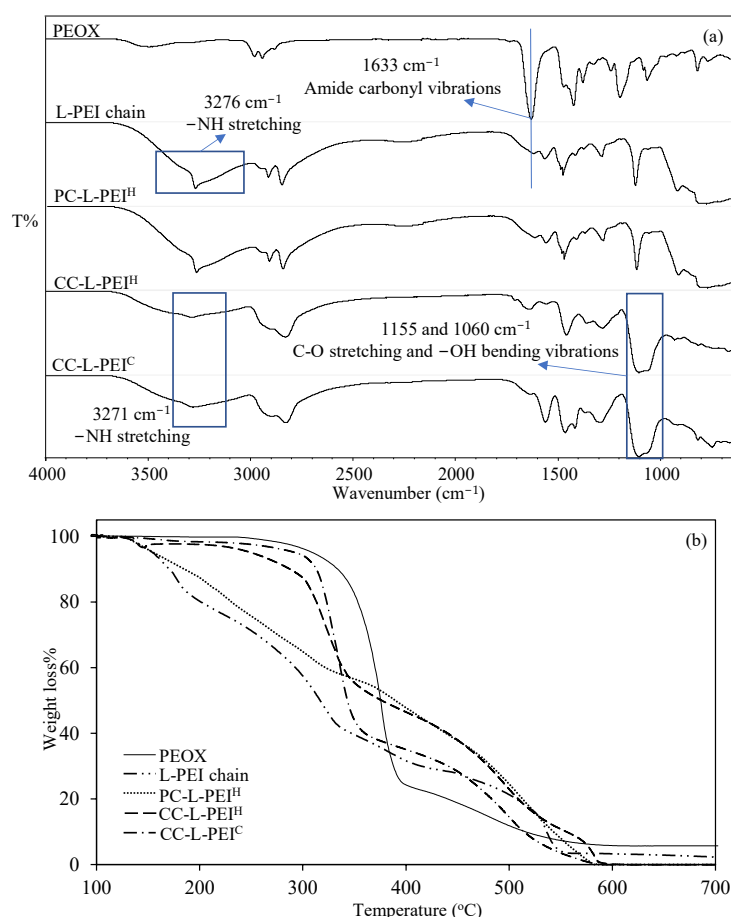 (a)
PEOX
1633 cm⁻¹
Amide carbonyl vibrations
L-PEI chain
3276 cm⁻¹
−NH stretching
PC-L-PEIᴴ
T%
CC-L-PEIᴴ
1155 and 1060 cm⁻¹
C-O stretching and −OH bending vibrations
CC-L-PEIᶜ
3271 cm⁻¹
−NH stretching
4000 3500 3000 2500 2000 1500 1000
Wavenumber (cm⁻¹)
(b)
100
80
60
40
20
0
Weight loss%
PEOX
L-PEI chain
PC-L-PEIᴴ
CC-L-PEIᴴ
CC-L-PEIᶜ
100 200 300 400 500 600 700
Temperature (°C)